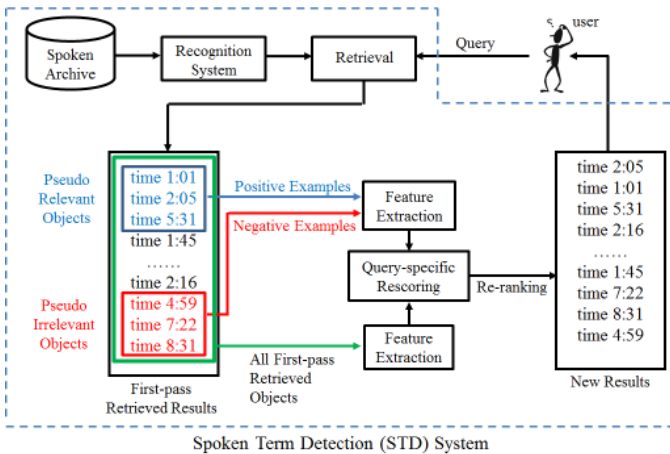 user
Query
Spoken
Archive
Recognition
System
Retrieval
Pseudo
Relevant
Objects
time 1:01
time 2:05
time 5:31
time 1:45
......
time 2:16
time 4:59
time 7:22
time 8:31
Pseudo
Irrelevant
Objects
First-pass
Retrieved Results
Positive Examples
Negative Examples
Feature
Extraction
Query-specific
Rescoring
Re-ranking
Feature
Extraction
All First-pass
Retrieved
Objects
time 2:05
time 1:01
time 5:31
time 2:16
......
time 1:45
time 7:22
time 8:31
time 4:59
New Results
Spoken Term Detection (STD) System